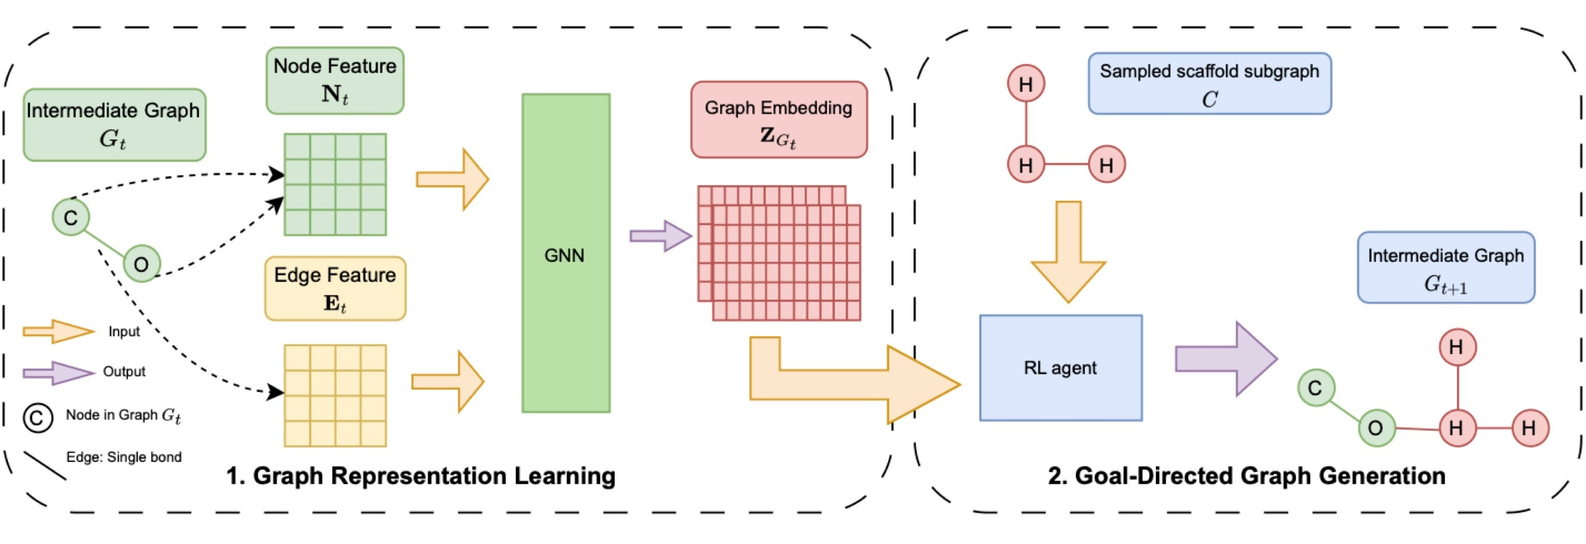 Intermediate Graph
G_t
Node Feature
N_t
C
O
Edge Feature
E_t
Input
Output
C Node in Graph G_t
Edge: Single bond
GNN
Graph Embedding
Z_{G_t}
1. Graph Representation Learning
Sampled scaffold subgraph
C
H
H H
RL agent
Intermediate Graph
G_{t+1}
H
C
O H H
2. Goal-Directed Graph Generation